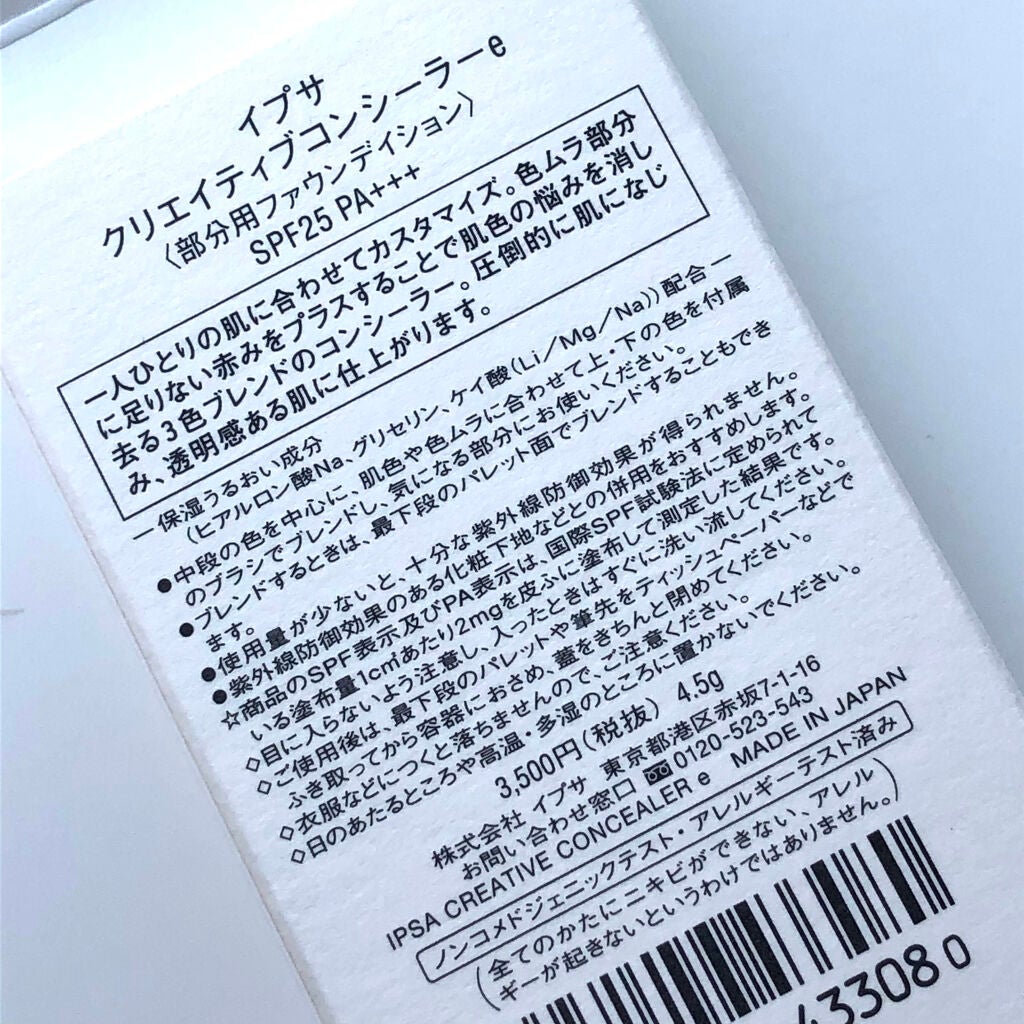 イプサ
クリエイティブコンシーラーe
〈部分用ファウンデイション〉
SPF25 PA+++
一人ひとりの肌に合わせてカスタマイズ。色ムラ部分
に足りない赤みをプラスすることで肌色の悩みを消し
去る3色ブレンドのコンシーラー。圧倒的に肌になじ
み、透明感ある肌に仕上がります。
ー保湿うるおい成分
(ヒアルロン酸Na、グリセリン、ケイ酸(Li/Mg/Na))配合ー
●中段の色を中心に、肌色や色ムラに合わせて上・下の色を付属
のブラシでブレンドし、気になる部分にお使いください。
●ブレンドするときは、最下段のパレット面でブレンドすることもでき
ます。
●使用量が少ないと、十分な紫外線防御効果が得られません。
●紫外線防御効果のある化粧下地などとの併用をおすすめします。
☆商品のSPF表示及びPA表示は、国際SPF試験法に定められて
いる塗布量1c㎡あたり2mgを皮ふに塗布して測定した結果です。
◇目に入らないよう注意し、入ったときはすぐに洗い流してください。
◇ご使用後は、最下段のパレットや筆先をティッシュペーパーなどで
ふき取ってから容器におさめ、蓋をきちんと閉めてください。
◇衣服などにつくと落ちませんので、ご注意ください。
◇日のあたるところや高温・多湿のところに置かないでください。
3,500円(税抜) 4.5g
株式会社 イプサ 東京都港区赤坂7-1-16
お問い合わせ窓口 0120-523-543
IPSA CREATIVE CONCEALER e MADE IN JAPAN
ノンコメドジェニックテスト・アレルギーテスト済み
(全てのかたにニキビができない、アレル
ギーが起きないというわけではありません。)
43308 0